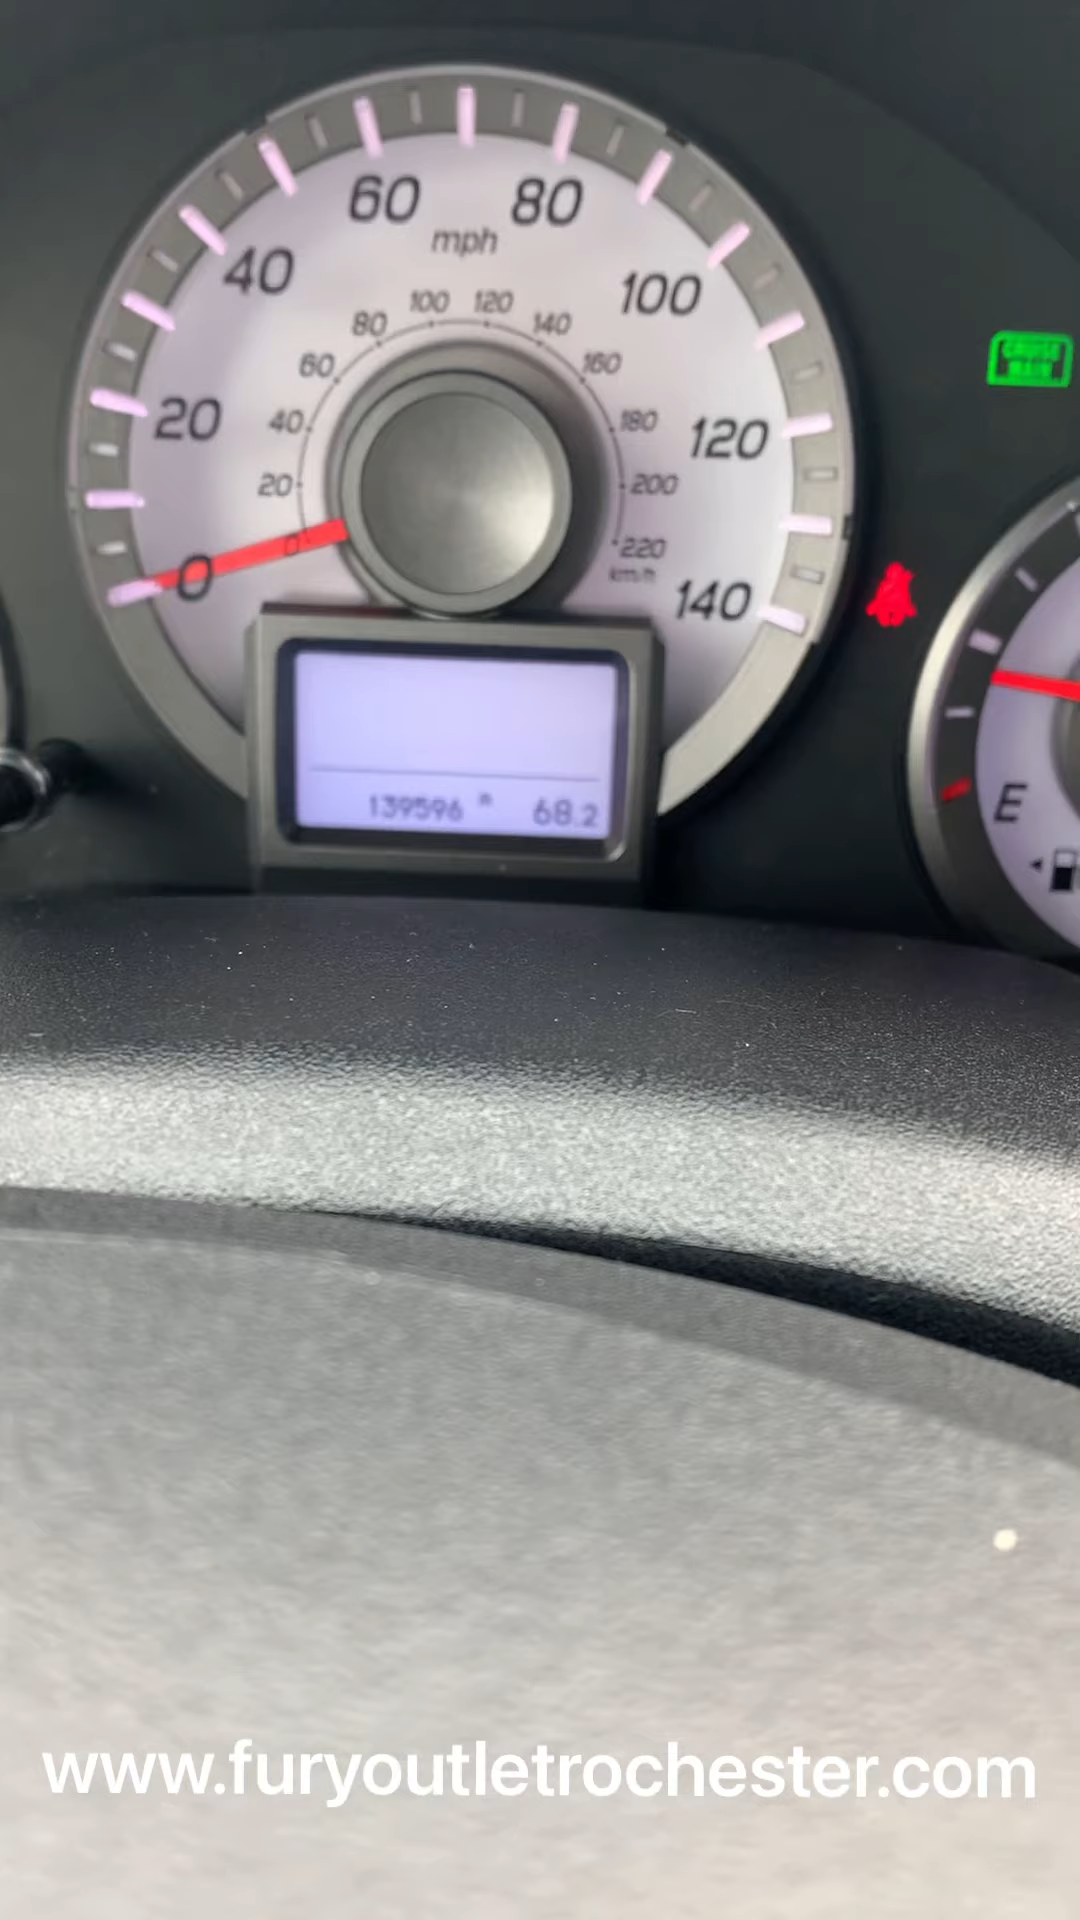 60 80
mph
40 100
100 120
80 140
60 160
20 40 180 120
20 200
0 0 220
km/h 140
139596 68.2
E
www.furyoutletrochester.com